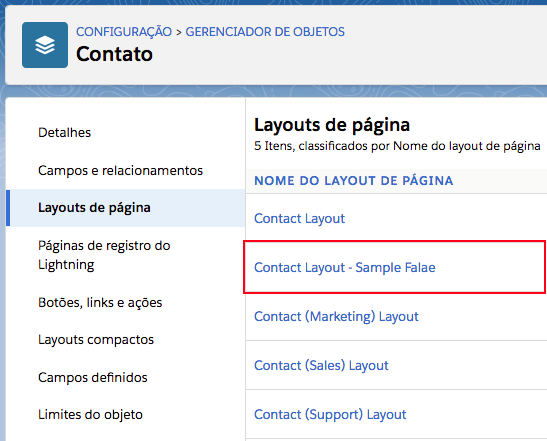 CONFIGURAÇÃO > GERENCIADOR DE OBJETOS
Contato
Detalhes
Campos e relacionamentos
Layouts de página
Páginas de registro do
Lightning
Botões, links e ações
Layouts compactos
Campos definidos
Limites do objeto
Layouts de página
5 Itens, classificados por Nome do layout de página
NOME DO LAYOUT DE PÁGINA
Contact Layout
Contact Layout - Sample Falae
Contact (Marketing) Layout
Contact (Sales) Layout
Contact (Support) Layout